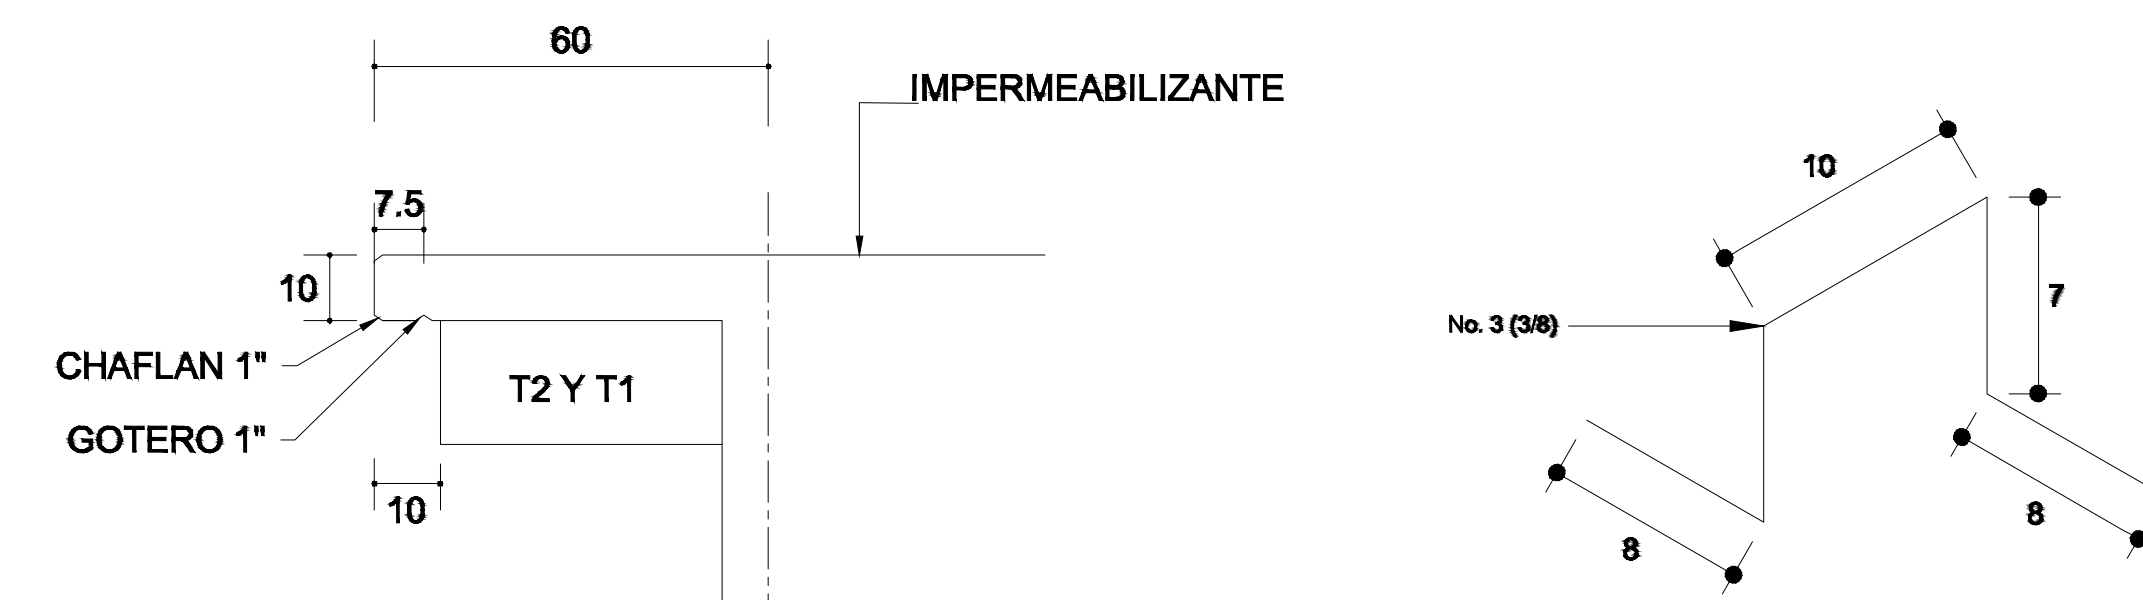 60
IMPERMEABILIZANTE
7.5
10
CHAFLAN 1"
GOTERO 1"
T2 Y T1
10
10
7
No. 3 (3/8)
8
8